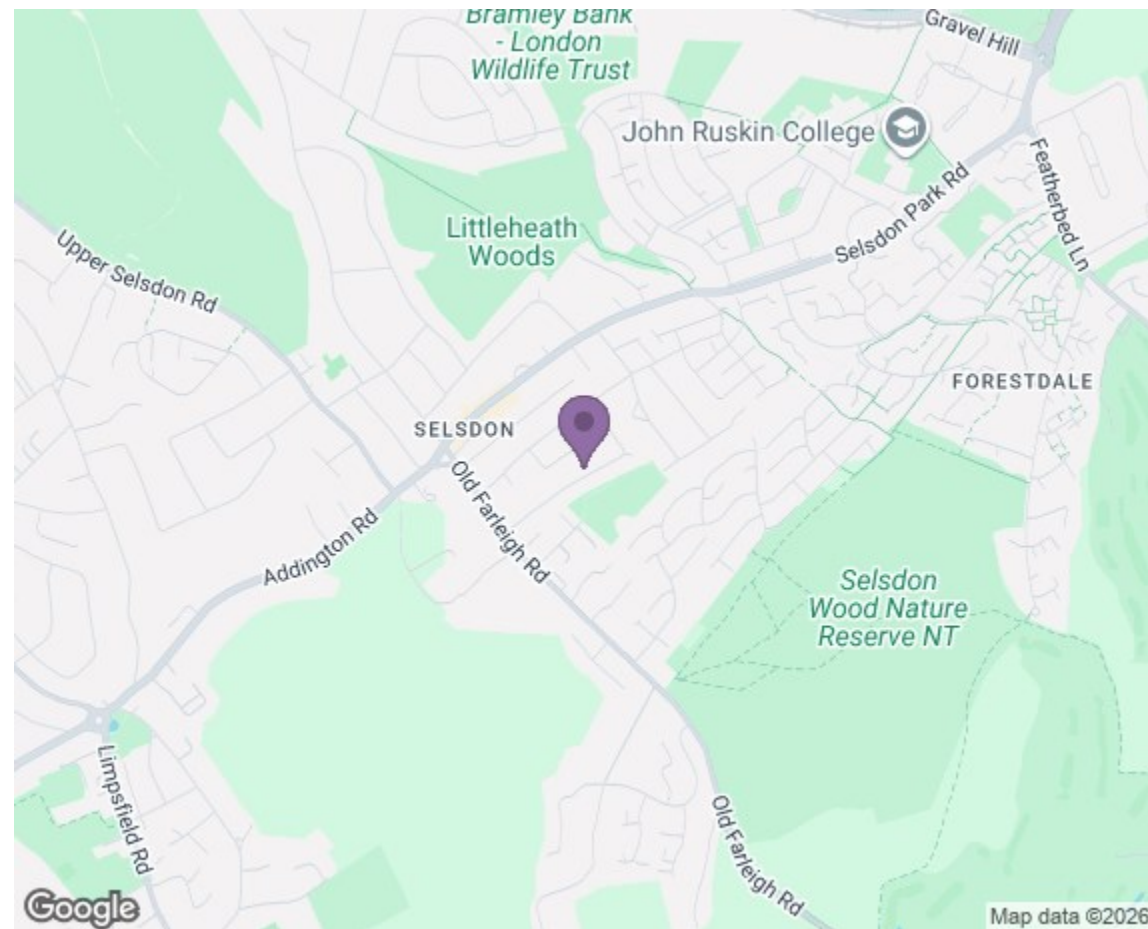 Bramley Bank
- London
Wildlife Trust
Gravel Hill
John Ruskin College
Featherbed Ln
Selsdon Park Rd
Littleheath
Woods
Upper Selsdon Rd
FORESTDALE
SELSDON
Old Farleigh Rd
Addington Rd
Selsdon
Wood Nature
Reserve NT
Limpsfield Rd
Old Farleigh Rd
Google
Map data ©2026